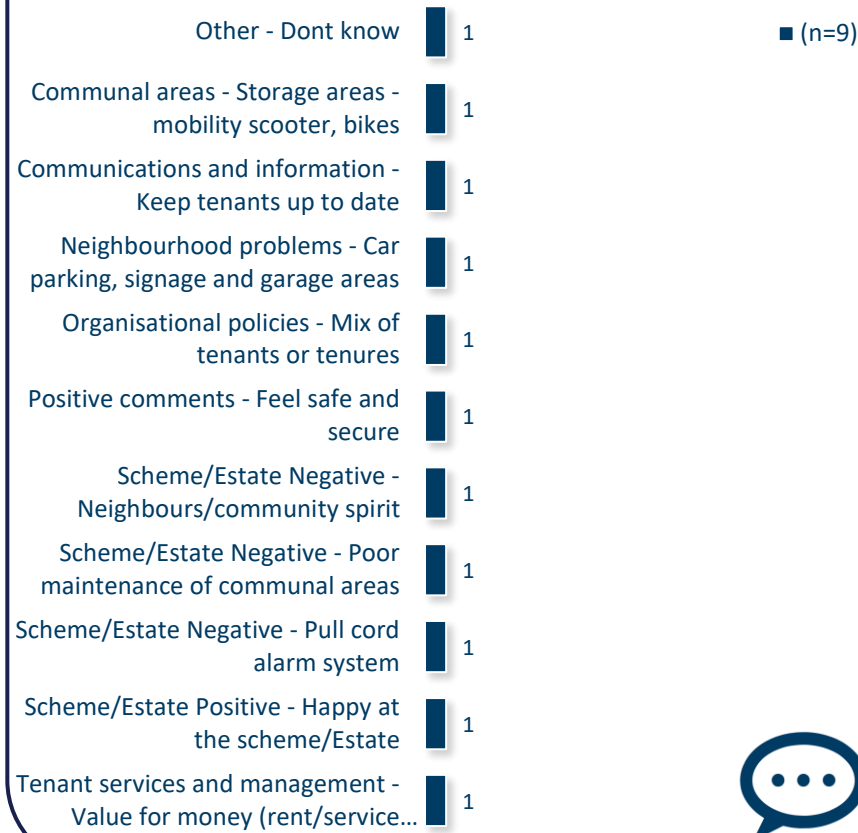 Other - Dont know
1
(n=9)
Communal areas - Storage areas -
mobility scooter, bikes
1
Communications and information -
Keep tenants up to date
1
Neighbourhood problems - Car
parking, signage and garage areas
1
Organisational policies - Mix of
tenants or tenures
1
Positive comments - Feel safe and
secure
1
Scheme/Estate Negative -
Neighbours/community spirit
1
Scheme/Estate Negative - Poor
maintenance of communal areas
1
Scheme/Estate Negative - Pull cord
alarm system
1
Scheme/Estate Positive - Happy at
the scheme/Estate
1
Tenant services and management -
Value for money (rent/service...
1